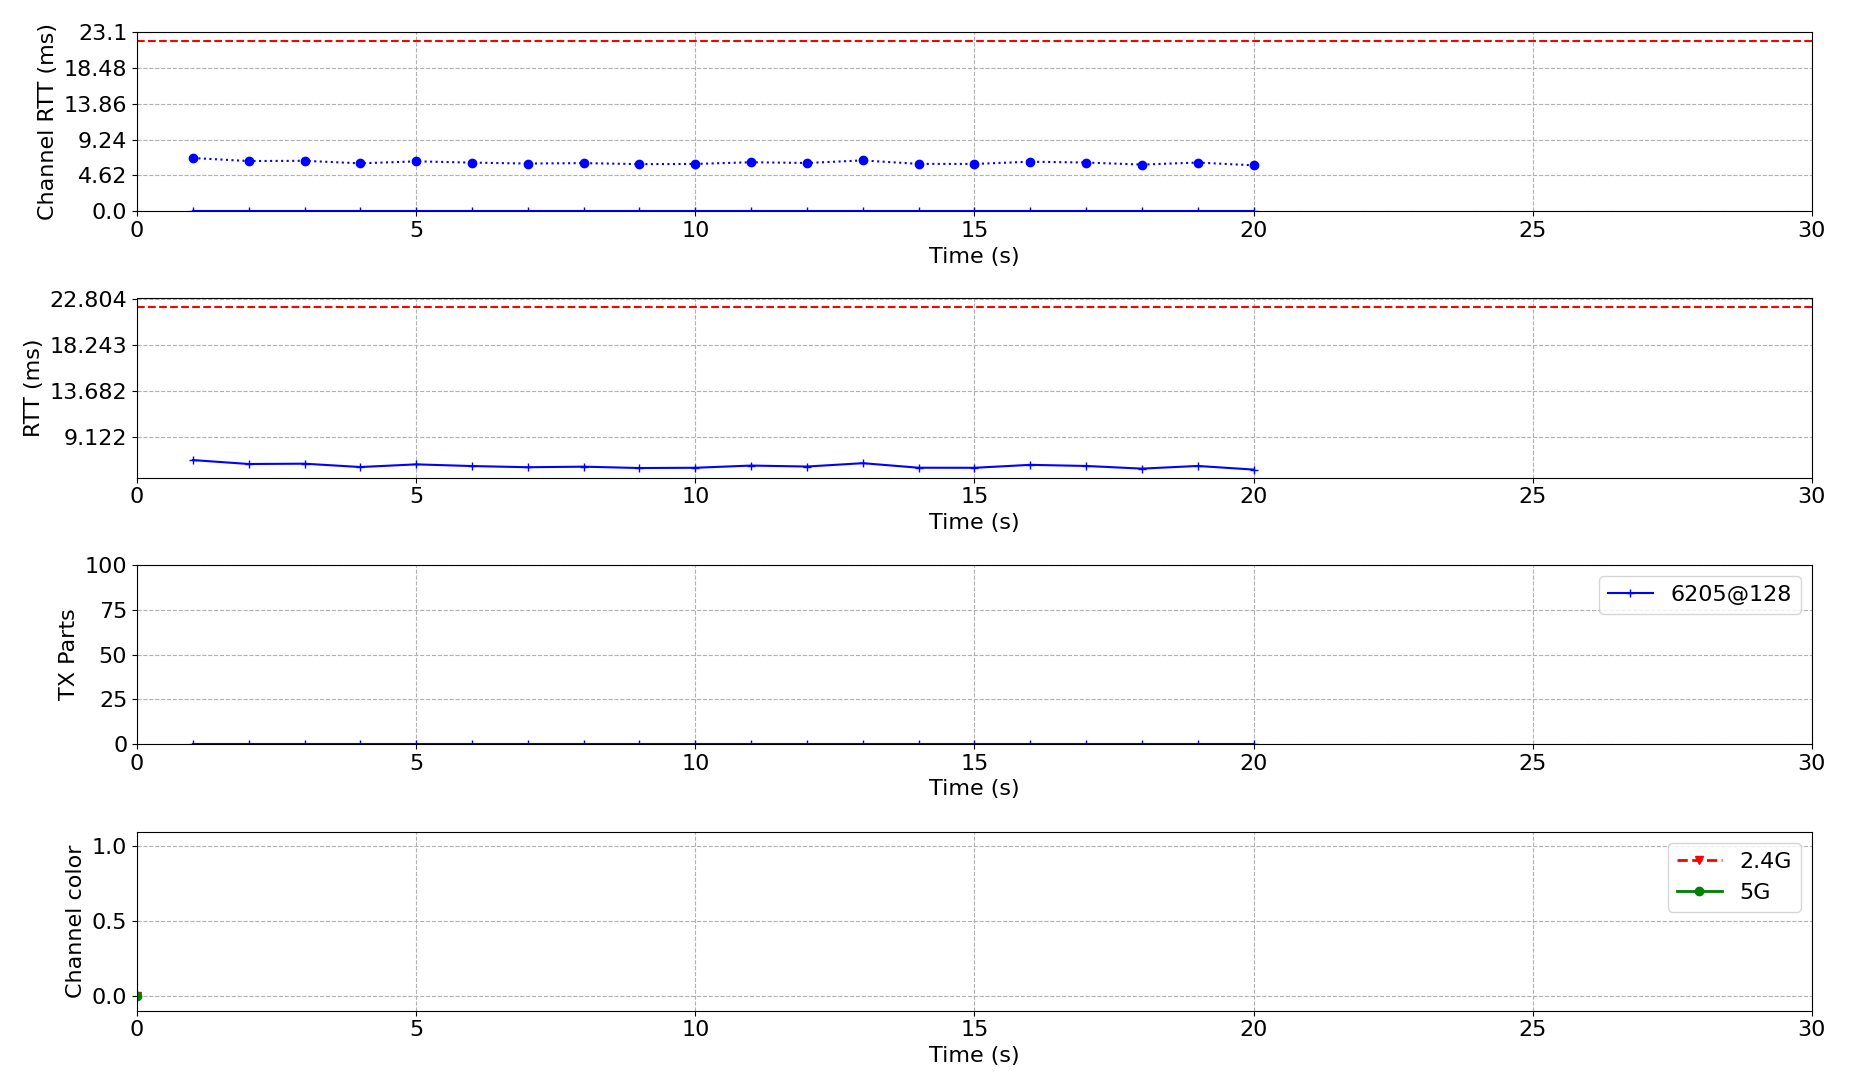 Channel RTT (ms)
23.1
18.48
13.86
9.24
4.62
0.0
0 5 10 15 20 25 30
Time (s)
RTT (ms)
22.804
18.243
13.682
9.122
0 5 10 15 20 25 30
Time (s)
TX Parts
100
75
50
25
0
6205@128
0 5 10 15 20 25 30
Time (s)
Channel color
1.0
0.5
0.0
2.4G
5G
0 5 10 15 20 25 30
Time (s)